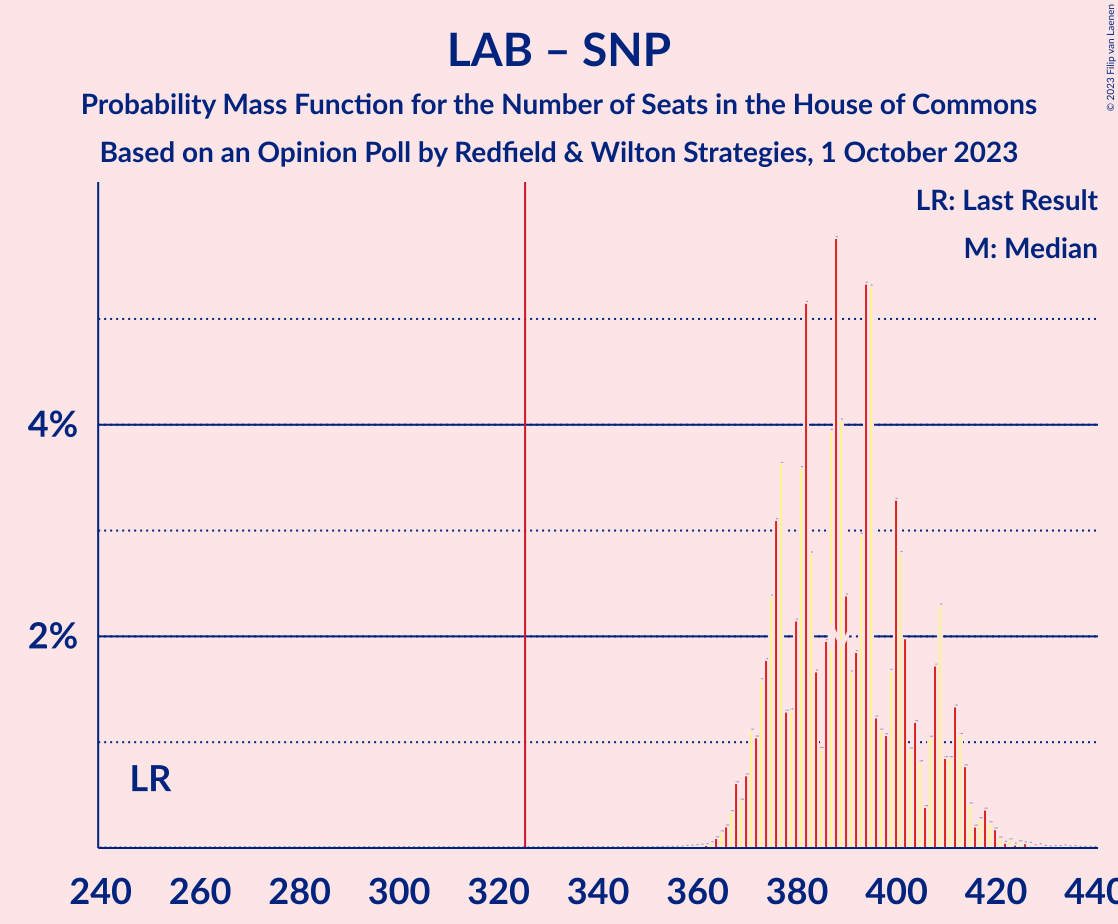 LAB – SNP
Probability Mass Function for the Number of Seats in the House of Commons
Based on an Opinion Poll by Redfield & Wilton Strategies, 1 October 2023
© 2023 Filip van Laenen
LR: Last Result
M: Median
4%
2%
M
LR
240 260 280 300 320 340 360 380 400 420 440